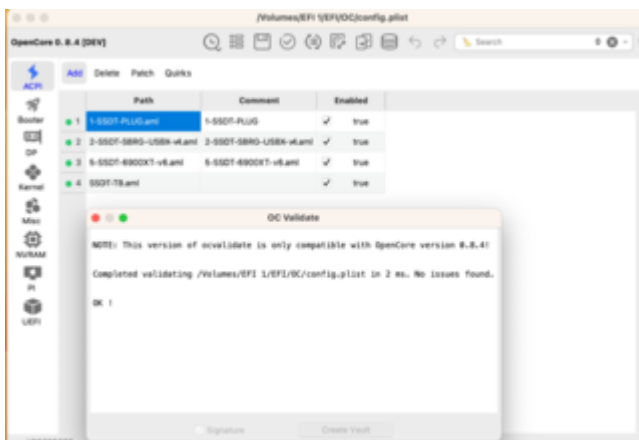 /Volumes/EFI 1/EFI/OC/config.plist
OpenCore 0.8.4 [DEV]
Search
ACPI
Add Delete Patch Quirks
Path Comment Enabled
1 1-SSDT-PLUG.aml 1-SSDT-PLUG true
2 2-SSDT-SBRG-USBX-v4.aml 2-SSDT-SBRG-USBX-v4.aml true
3 5-SSDT-6900XT-v6.aml 5-SSDT-6900XT-v6.aml true
4 SSDT-TB.aml true
Booter
DP
Kernel
Misc
NVRAM
PI
UEFI
OC Validate
NOTE: This version of ocvalidate is only compatible with OpenCore version 0.8.4!
Completed validating /Volumes/EFI 1/EFI/OC/config.plist in 2 ms. No issues found.
OK !
Signature Create Vault